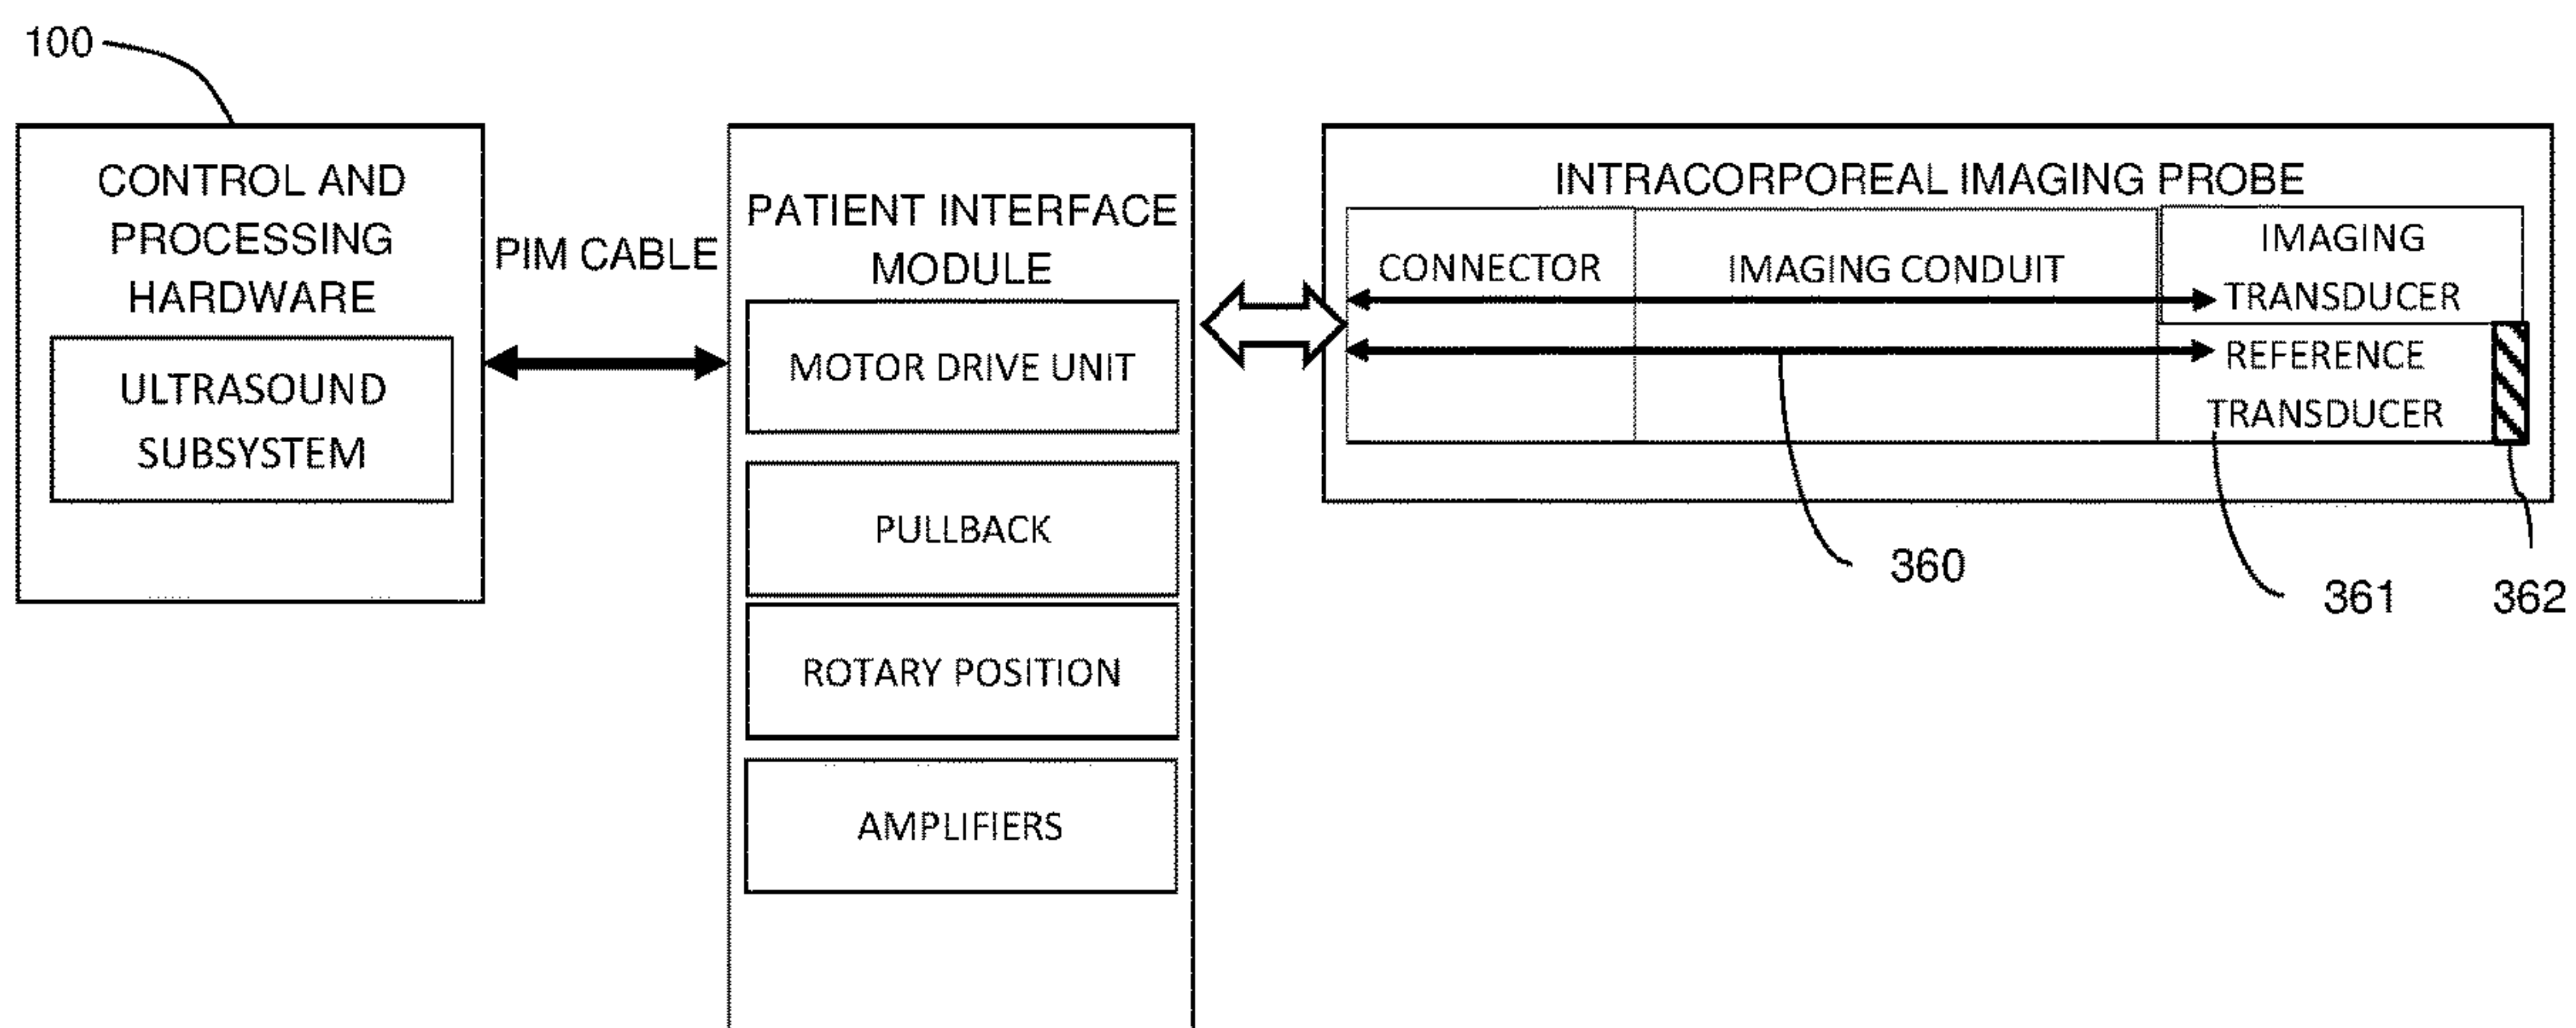 100
CONTROL AND
PROCESSING
HARDWARE
ULTRASOUND
SUBSYSTEM
PIM CABLE
PATIENT INTERFACE
MODULE
MOTOR DRIVE UNIT
PULLBACK
ROTARY POSITION
AMPLIFIERS
INTRACORPOREAL IMAGING PROBE
CONNECTOR
IMAGING CONDUIT
IMAGING
TRANSDUCER
REFERENCE
TRANSDUCER
360
361
362